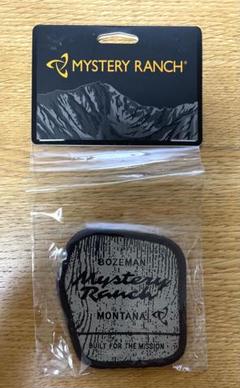 MYSTERY RANCH®
BOZEMAN
Mystery
Ranch
MONTANA
BUILT FOR THE MISSION